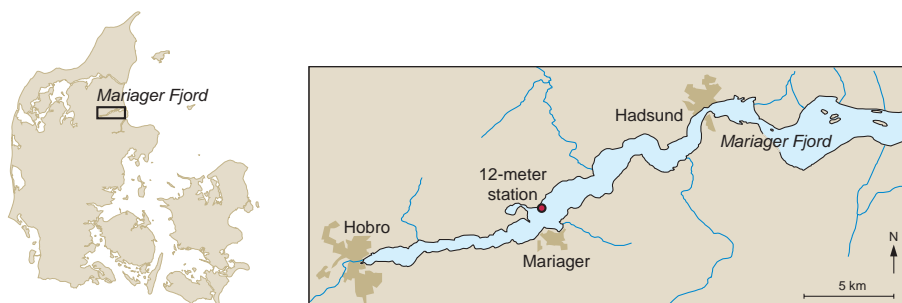 Mariager Fjord
Hadsund
Mariager Fjord
12-meter
station
Hobro
Mariager
N
5 km